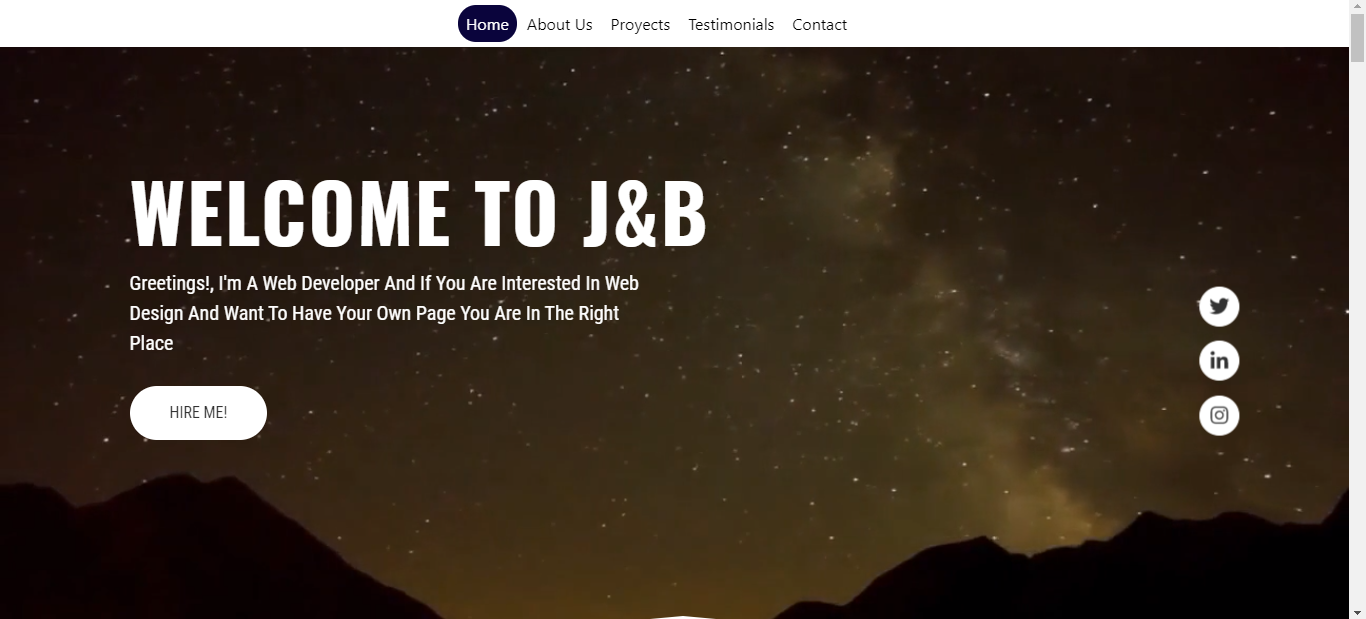 Home About Us Proyects Testimonials Contact
WELCOME TO J&B
Greetings!, I'm A Web Developer And If You Are Interested In Web
Design And Want To Have Your Own Page You Are In The Right
Place
HIRE ME!
in